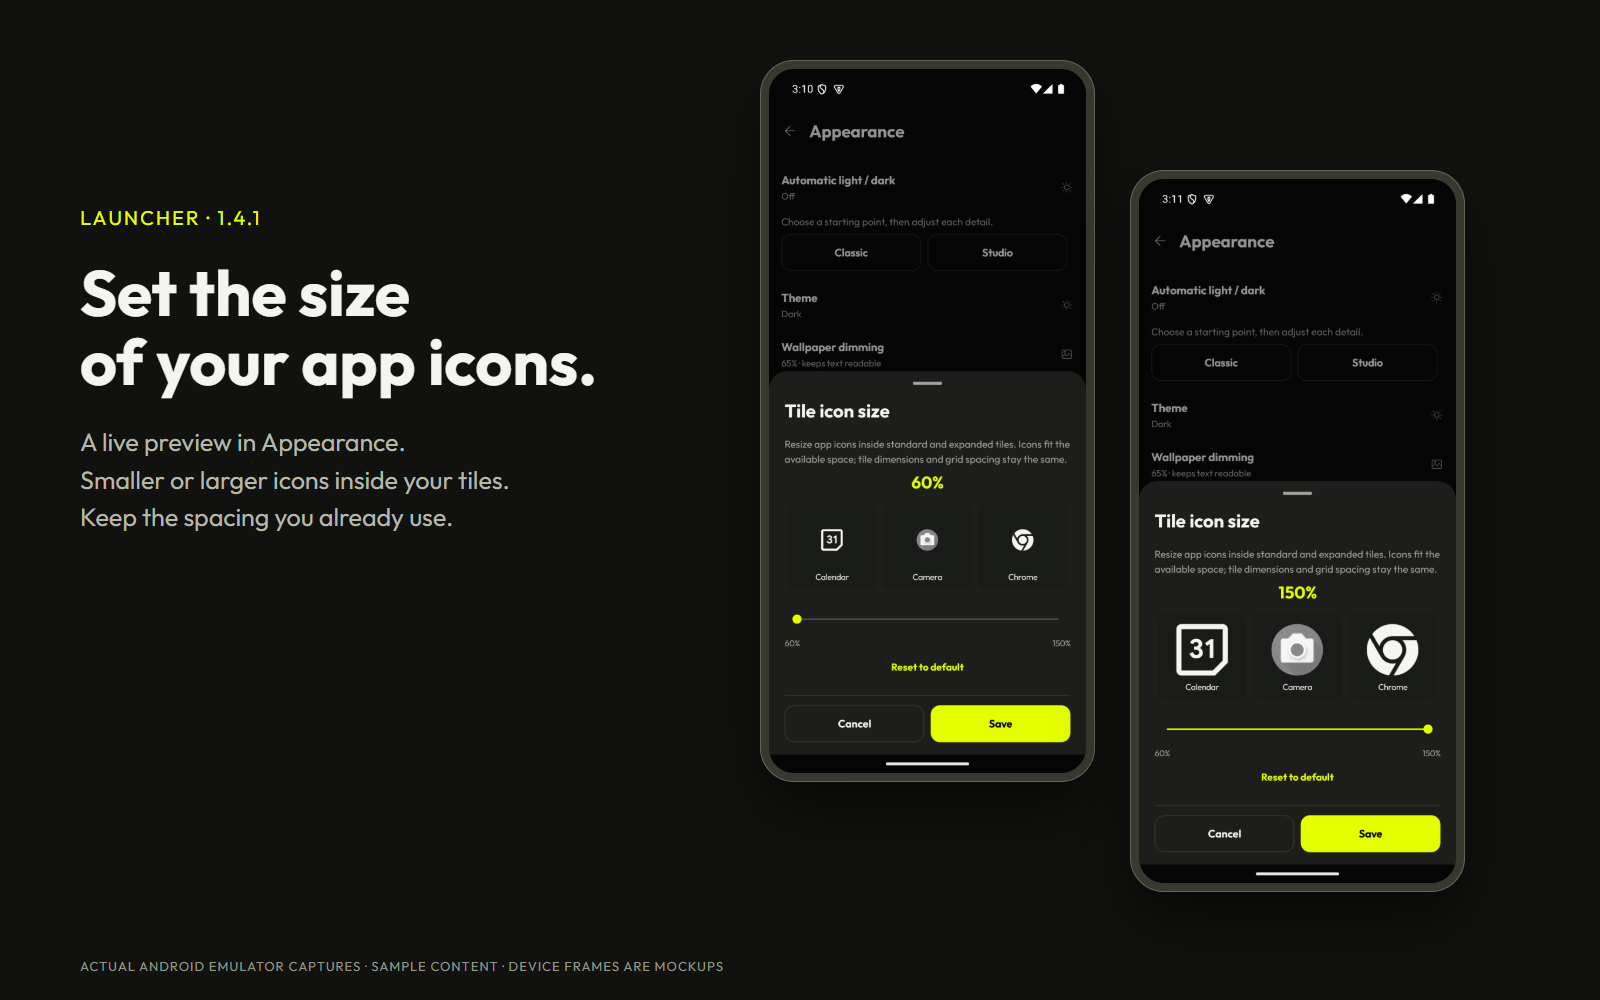 LAUNCHER · 1.4.1
Set the size
of your app icons.
A live preview in Appearance.
Smaller or larger icons inside your tiles.
Keep the spacing you already use.
3:10
Appearance
Automatic light / dark
Off
Choose a starting point, then adjust each detail.
Classic
Studio
Theme
Dark
Wallpaper dimming
65% · keeps text readable
Tile icon size
Resize app icons inside standard and expanded tiles. Icons fit the
available space; tile dimensions and grid spacing stay the same.
60%
31
Calendar
Camera
Chrome
60%
150%
Reset to default
Cancel
Save
3:11
Appearance
Automatic light / dark
Off
Choose a starting point, then adjust each detail.
Classic
Studio
Theme
Dark
Wallpaper dimming
65% · keeps text readable
Tile icon size
Resize app icons inside standard and expanded tiles. Icons fit the
available space; tile dimensions and grid spacing stay the same.
150%
31
Calendar
Camera
Chrome
60%
150%
Reset to default
Cancel
Save
ACTUAL ANDROID EMULATOR CAPTURES · SAMPLE CONTENT · DEVICE FRAMES ARE MOCKUPS